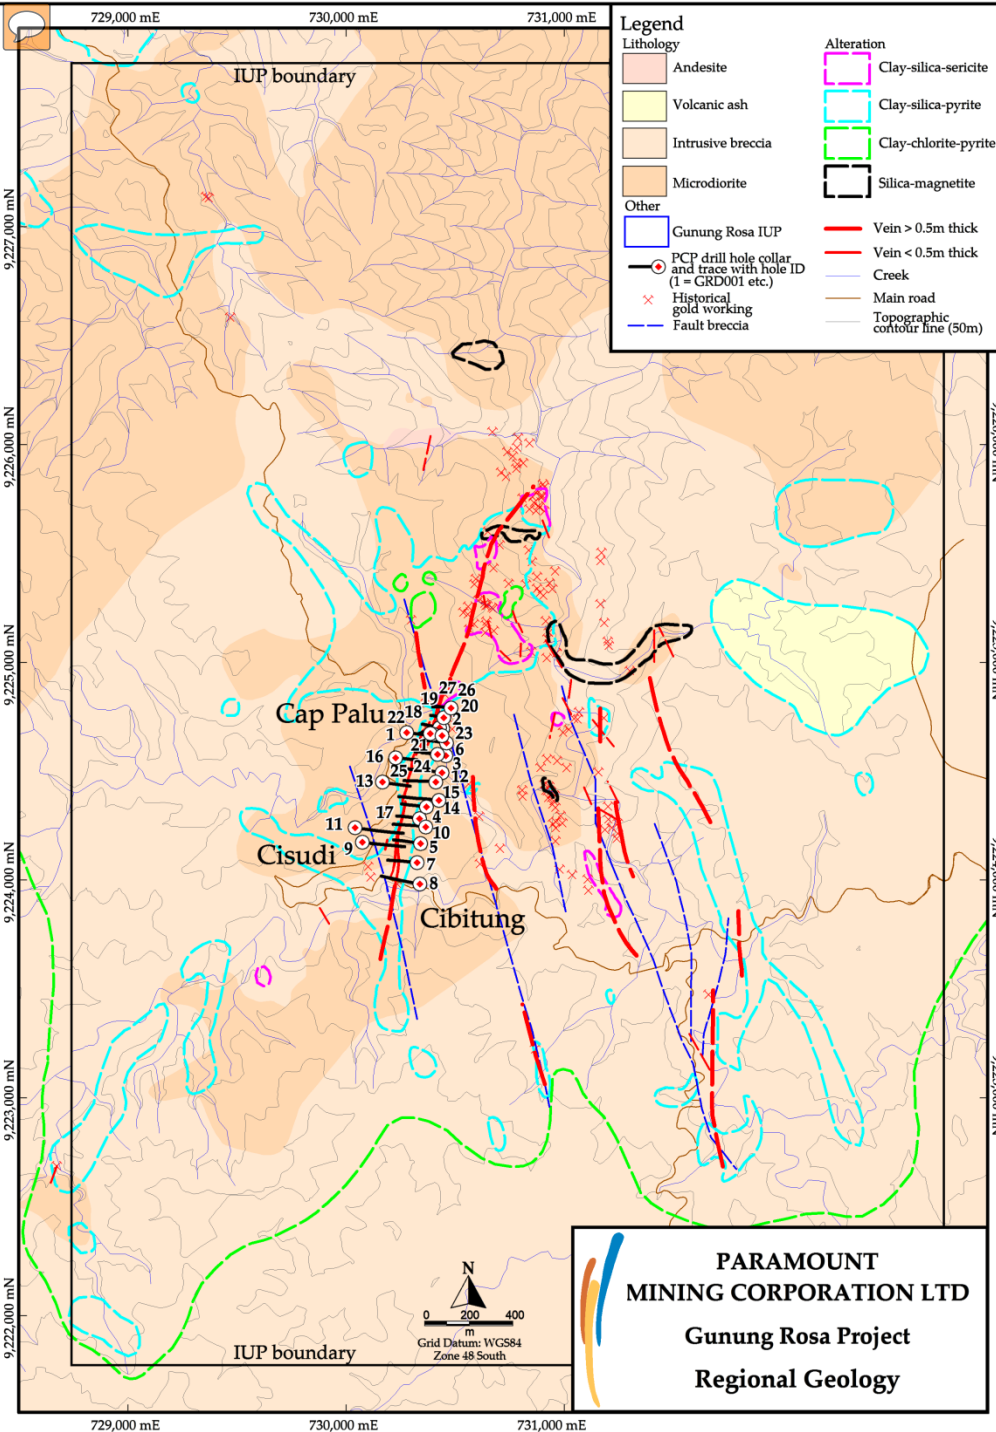 729,000 mE
730,000 mE
731,000 mE
Legend
Lithology
Andesite
Volcanic ash
Intrusive breccia
Microdiorite
Other
Gunung Rosa IUP
PCP drill hole collar
and trace with hole ID
(1 = GRD001 etc.)
Historical
gold working
Fault breccia
Alteration
Clay-silica-sericite
Clay-silica-pyrite
Clay-chlorite-pyrite
Silica-magnetite
Vein > 0.5m thick
Vein < 0.5m thick
Creek
Main road
Topographic
contour line (50m)
IUP boundary
9,227,000 mN
9,226,000 mN
9,225,000 mN
9,224,000 mN
9,223,000 mN
9,222,000 mN
Cap Palu
27
26
19
20
18
2
22
1
23
21
6
16
3
24
25
12
13
15
14
17
4
11
10
9
5
7
8
Cisudi
Cibitung
N
0 200 400
m
Grid Datum: WGS84
Zone 48 South
IUP boundary
PARAMOUNT
MINING CORPORATION LTD
Gunung Rosa Project
Regional Geology
729,000 mE
730,000 mE
731,000 mE